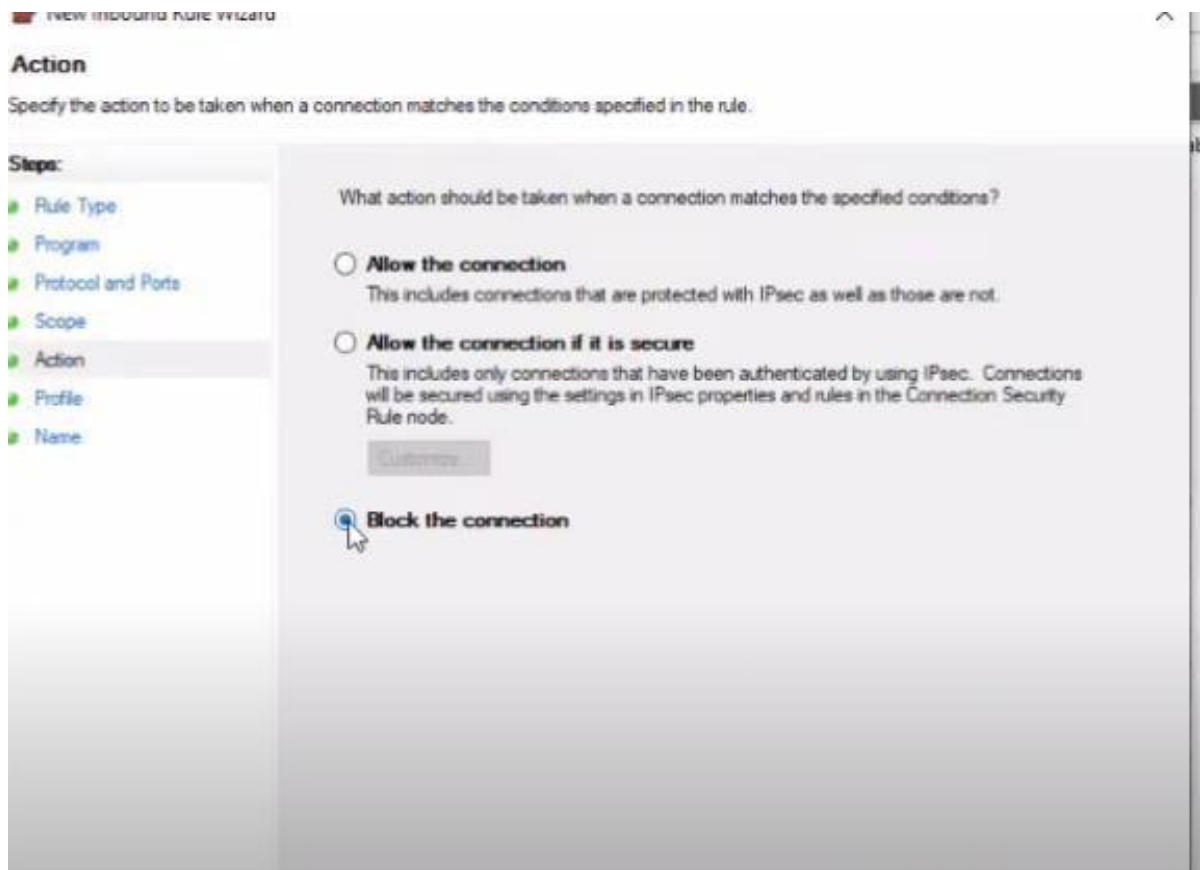 New Inbound Rule Wizard
Action
Specify the action to be taken when a connection matches the conditions specified in the rule.
Steps:
Rule Type
Program
Protocol and Ports
Scope
Action
Profile
Name
What action should be taken when a connection matches the specified conditions?
Allow the connection
This includes connections that are protected with IPsec as well as those are not.
Allow the connection if it is secure
This includes only connections that have been authenticated by using IPsec. Connections
will be secured using the settings in IPsec properties and rules in the Connection Security
Rule node.
Customize...
Block the connection